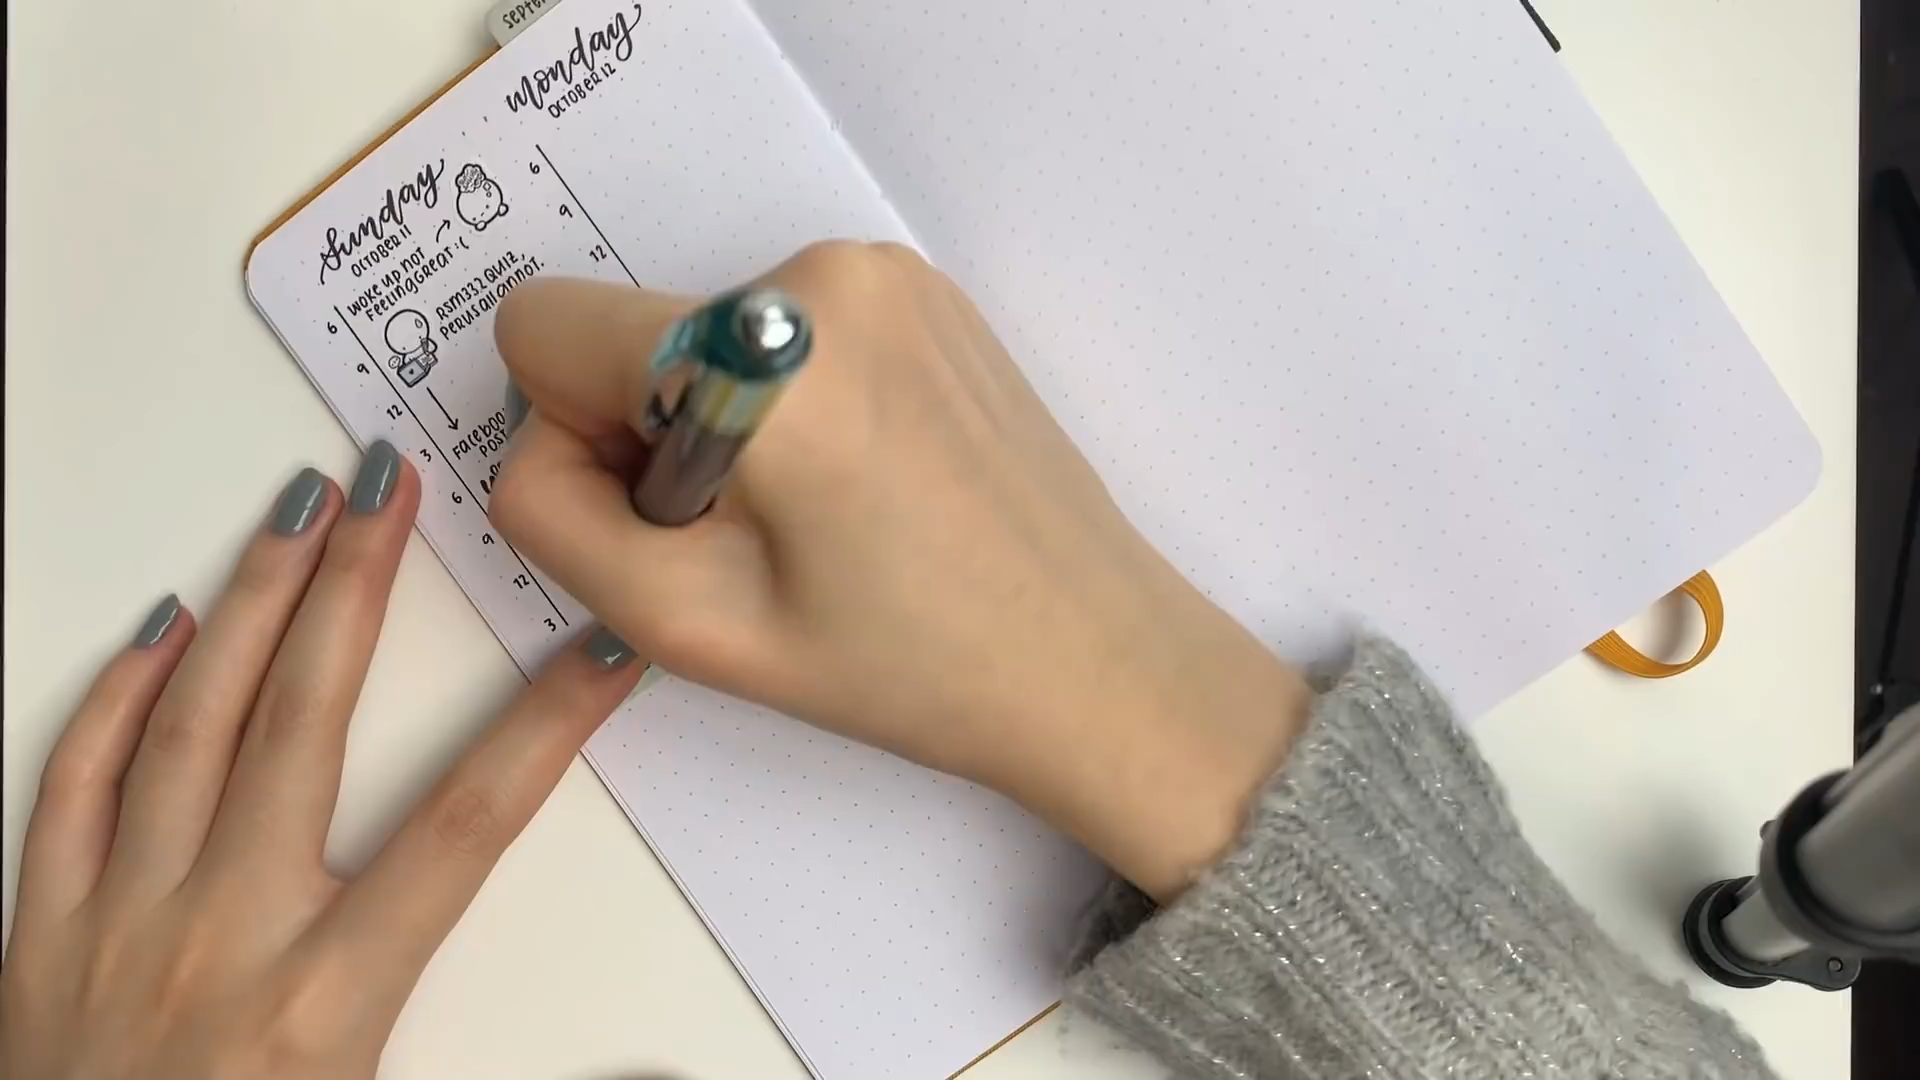 sunday
OCTOBER 11
WOKE UP NOT
FEELING GREAT :(
RSM332 QUIZ,
PERUSALL ANNOT.
POST
6
9
12
3
6
9
12
3
monday
OCTOBER 12
6
9
12